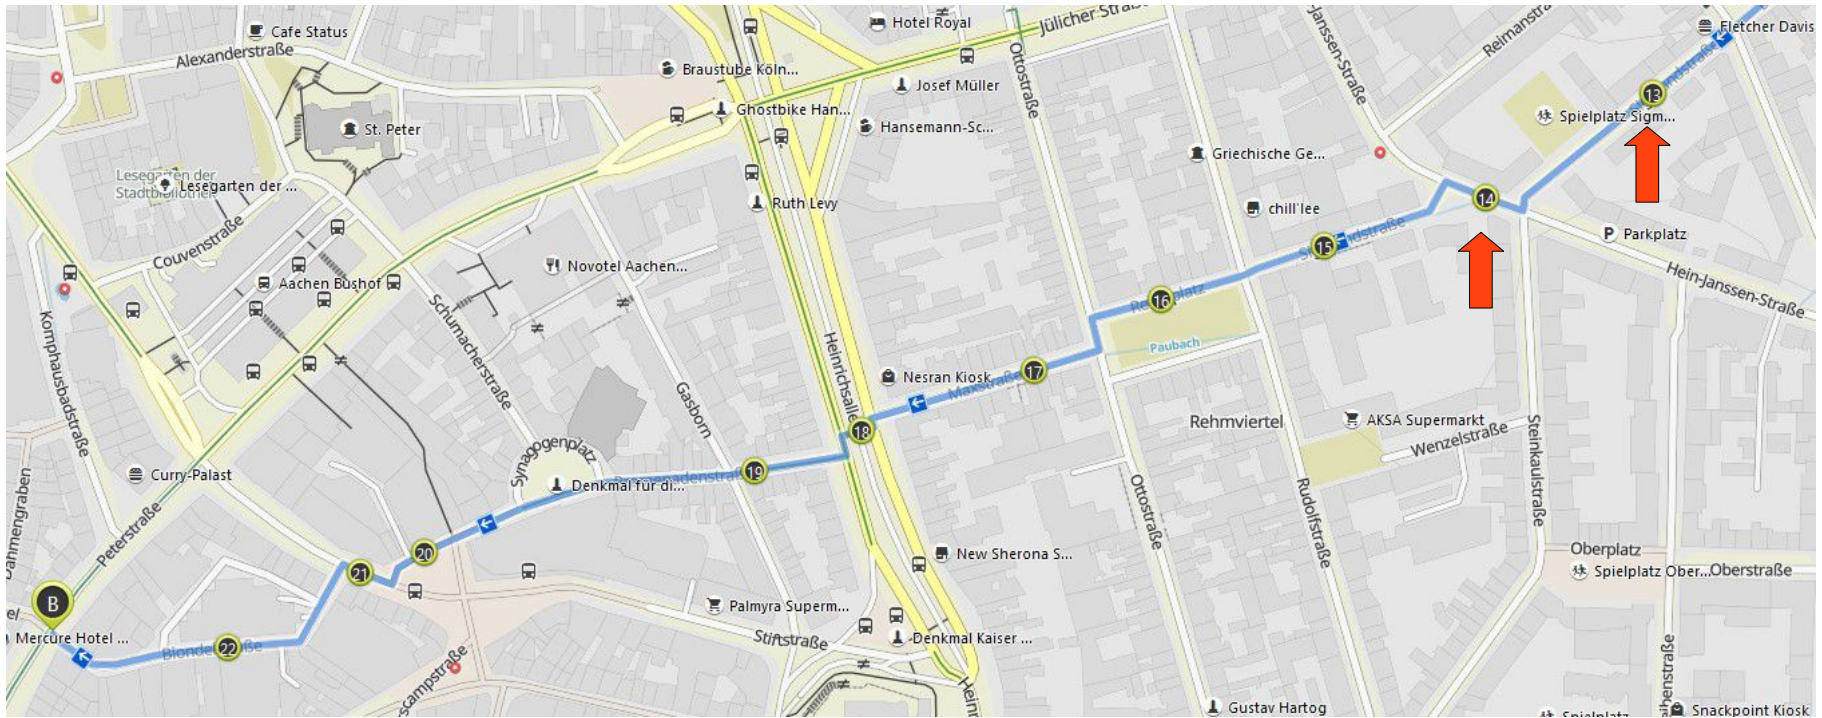 Cafe Status
Alexanderstraße
Hotel Royal
Jülicher-Straße
Janssen-Straße
Reimanstra
Fletcher Davis
Braustube Köln...
Josef Müller
Ottostraße
13
Spielplatz Sigm...
Ghostbike Han...
Hansemann-Sc...
St. Peter
Griechische Ge...
Lesegarten der
Stadtbibliothek
Lesegarten der ...
Ruth Levy
chill'lee
14
Parkplatz
Couvenstraße
15
Novotel Aachen...
Aachen Bushof
Hein-Janssen-Straße
16
Komphausbadstraße
Schumacherstraße
Heinrichsallee
Paubach
Nesran Kiosk
17
Maxstraße
Gasborn
Rehmviertel
AKSA Supermarkt
Wenzelstraße
18
Synagogenplatz
Curry-Palast
Denkmal für di...
19
Steinkaulstraße
Dahmengraben
Peterstraße
Ottostraße
Rudolfstraße
20
New Sherona S...
Oberplatz
21
Spielplatz Ober...
Oberstraße
B
Palmyra Superm...
Mercure Hotel ...
22
Stiftstraße
Denkmal Kaiser ...
Heinr
Gustav Hartog
Spielplatz
Snackpoint Kiosk